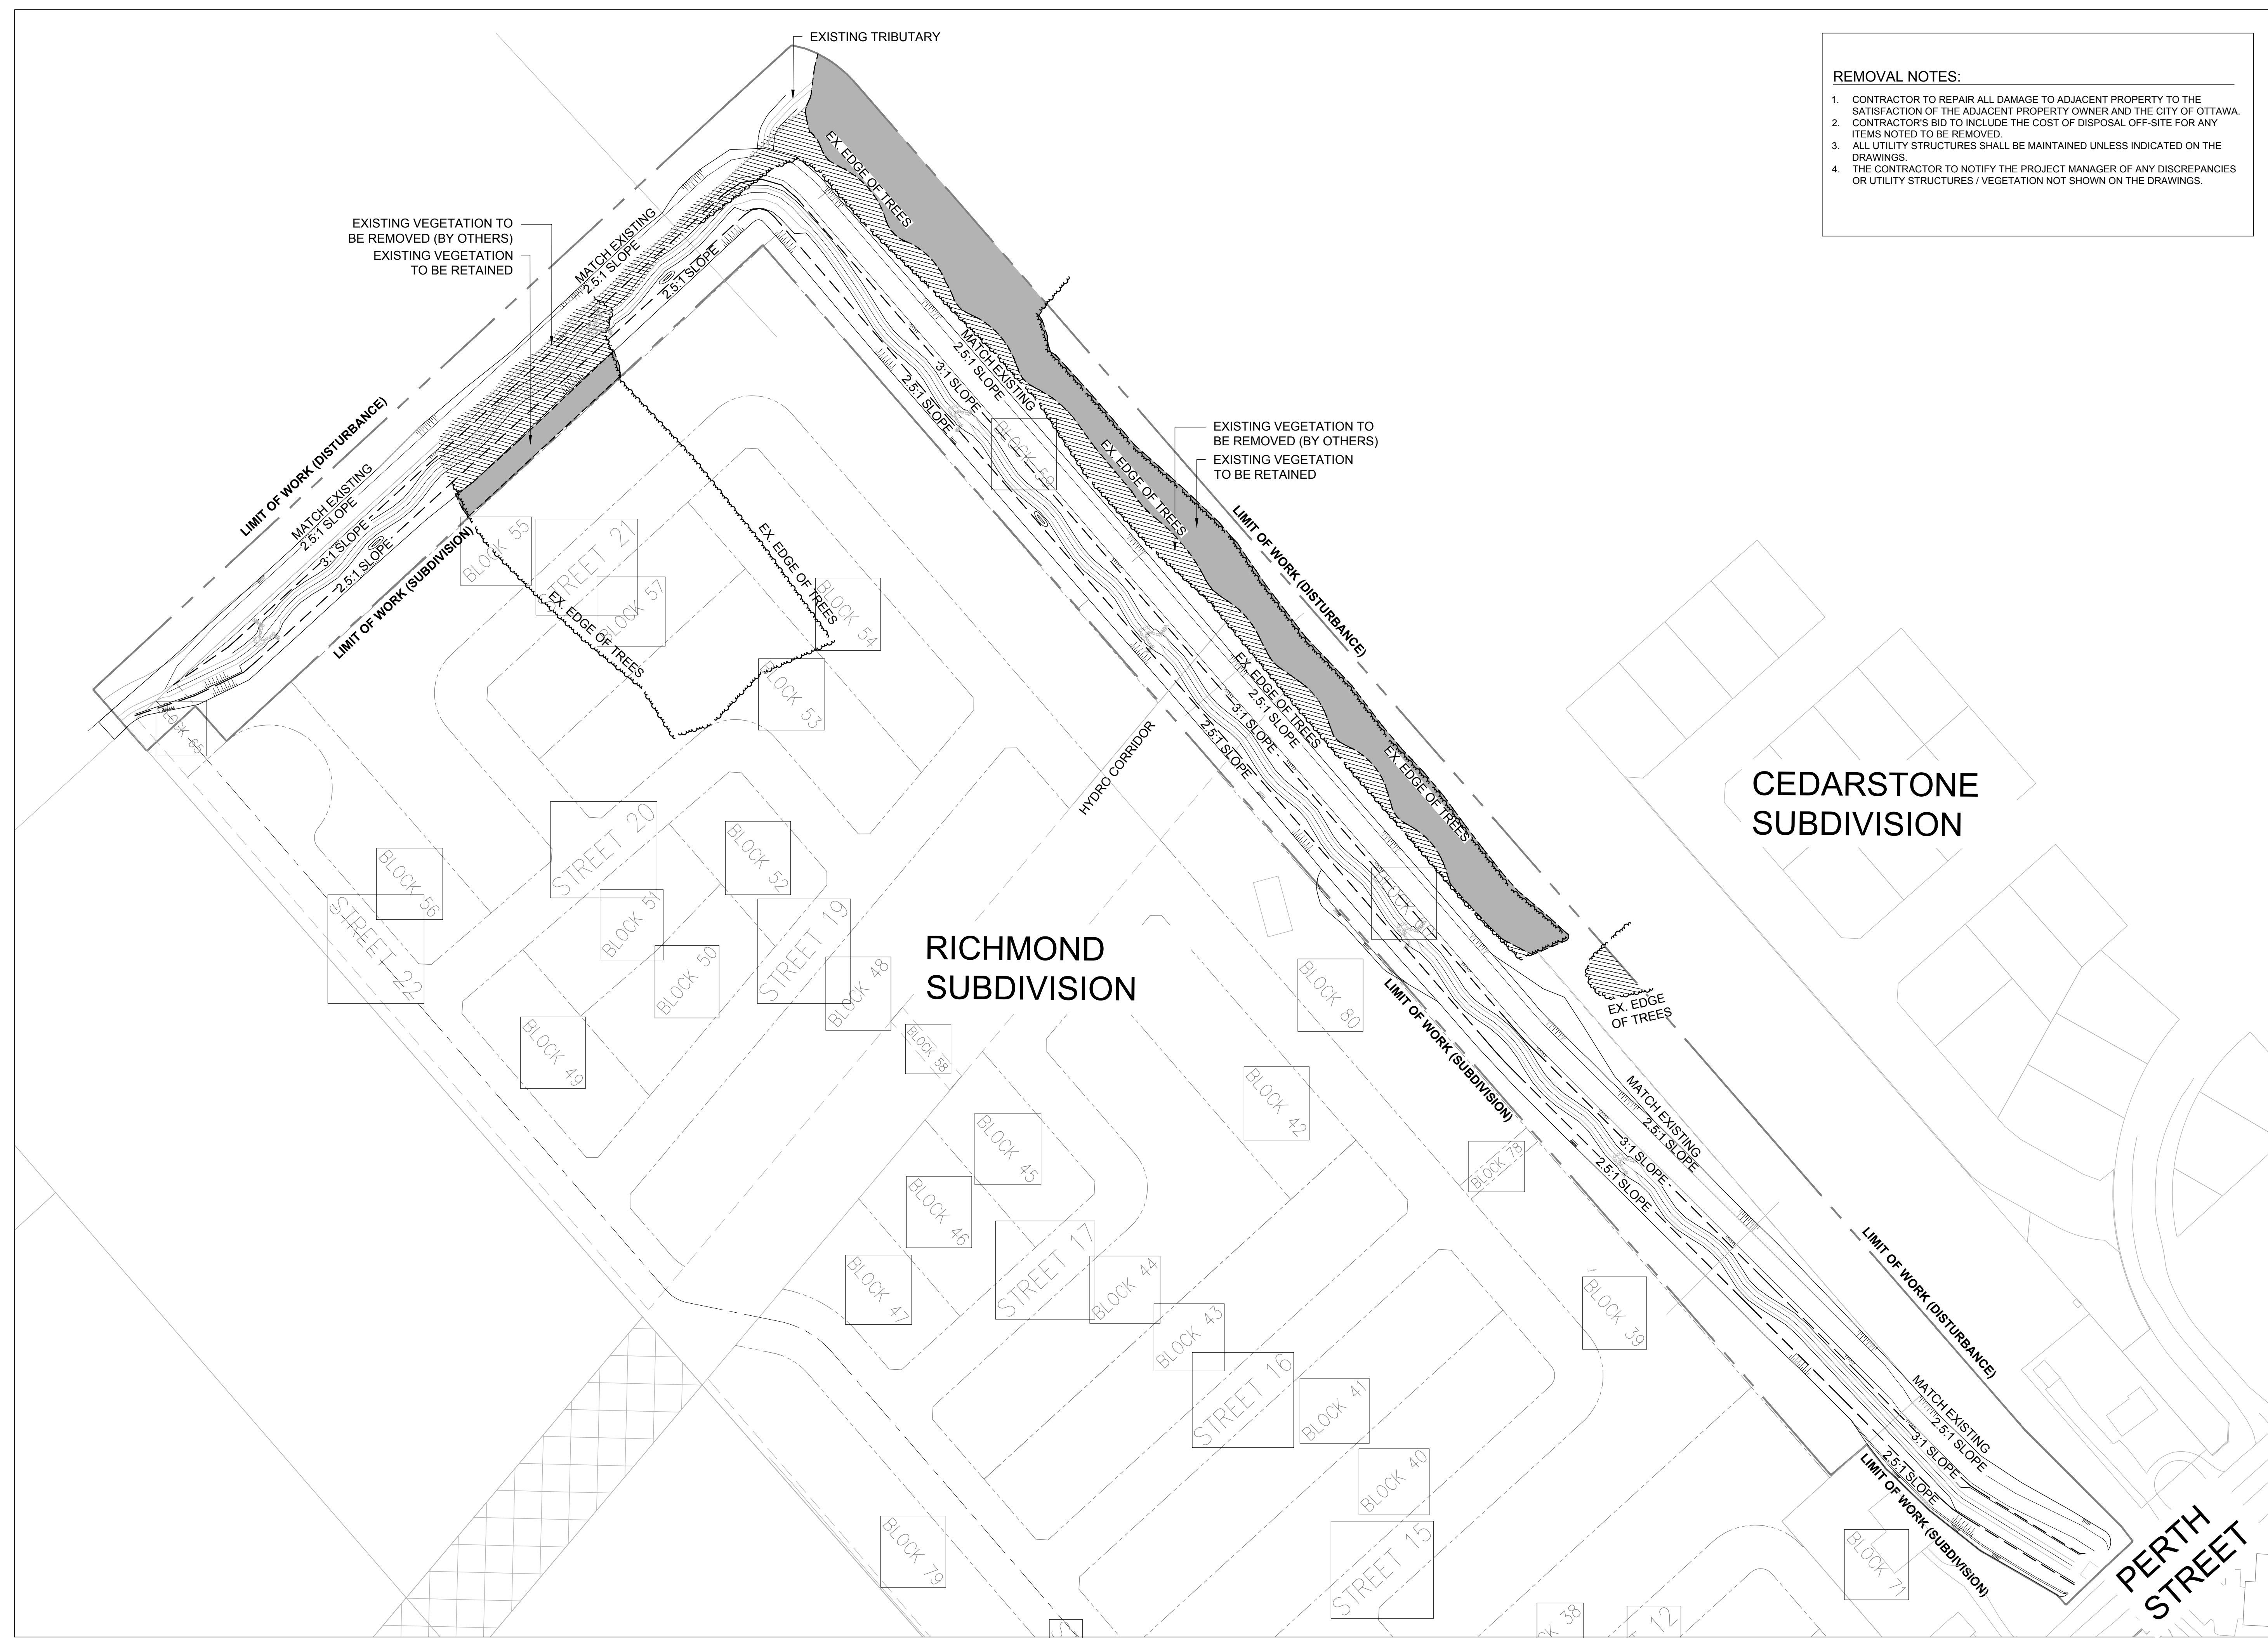 EXISTING TRIBUTARY
REMOVAL NOTES:
1. CONTRACTOR TO REPAIR ALL DAMAGE TO ADJACENT PROPERTY TO THE
SATISFACTION OF THE ADJACENT PROPERTY OWNER AND THE CITY OF OTTAWA.
2. CONTRACTOR'S BID TO INCLUDE THE COST OF DISPOSAL OFF-SITE FOR ANY
ITEMS NOTED TO BE REMOVED.
3. ALL UTILITY STRUCTURES SHALL BE MAINTAINED UNLESS INDICATED ON THE
DRAWINGS.
4. THE CONTRACTOR TO NOTIFY THE PROJECT MANAGER OF ANY DISCREPANCIES
OR UTILITY STRUCTURES / VEGETATION NOT SHOWN ON THE DRAWINGS.
EX. EDGE OF TREES
EXISTING VEGETATION TO
BE REMOVED (BY OTHERS)
EXISTING VEGETATION
TO BE RETAINED
MATCH EXISTING
2.5:1 SLOPE
2.5:1 SLOPE
MATCH EXISTING
2.5:1 SLOPE
3:1 SLOPE
2.5:1 SLOPE
LIMIT OF WORK (DISTURBANCE)
MATCH EXISTING
2.5:1 SLOPE
3:1 SLOPE
2.5:1 SLOPE
LIMIT OF WORK (SUBDIVISION)
EXISTING VEGETATION TO
BE REMOVED (BY OTHERS)
EXISTING VEGETATION
TO BE RETAINED
EX. EDGE OF TREES
LIMIT OF WORK (DISTURBANCE)
BLOCK 55
STREET 21
BLOCK 57
EX. EDGE OF TREES
EX. EDGE OF TREES
BLOCK 54
BLOCK 53
BLOCK 65
HYDRO CORRIDOR
EX. EDGE OF TREES
2.5:1 SLOPE
3:1 SLOPE
2.5:1 SLOPE
EX. EDGE OF TREES
CEDARSTONE
SUBDIVISION
STREET 20
BLOCK 52
BLOCK 56
STREET 22
BLOCK 51
BLOCK 50
STREET 19
BLOCK 48
BLOCK 49
BLOCK 58
RICHMOND
SUBDIVISION
BLOCK 80
LIMIT OF WORK (SUBDIVISION)
EX. EDGE
OF TREES
BLOCK 42
BLOCK 45
BLOCK 78
MATCH EXISTING
2.5:1 SLOPE
3:1 SLOPE
2.5:1 SLOPE
BLOCK 46
BLOCK 47
STREET 17
BLOCK 44
BLOCK 43
BLOCK 39
LIMIT OF WORK (DISTURBANCE)
STREET 16
BLOCK 41
BLOCK 40
MATCH EXISTING
2.5:1 SLOPE
3:1 SLOPE
2.5:1 SLOPE
LIMIT OF WORK (SUBDIVISION)
BLOCK 79
STREET 15
BLOCK 71
PERTH
STREET
38
12